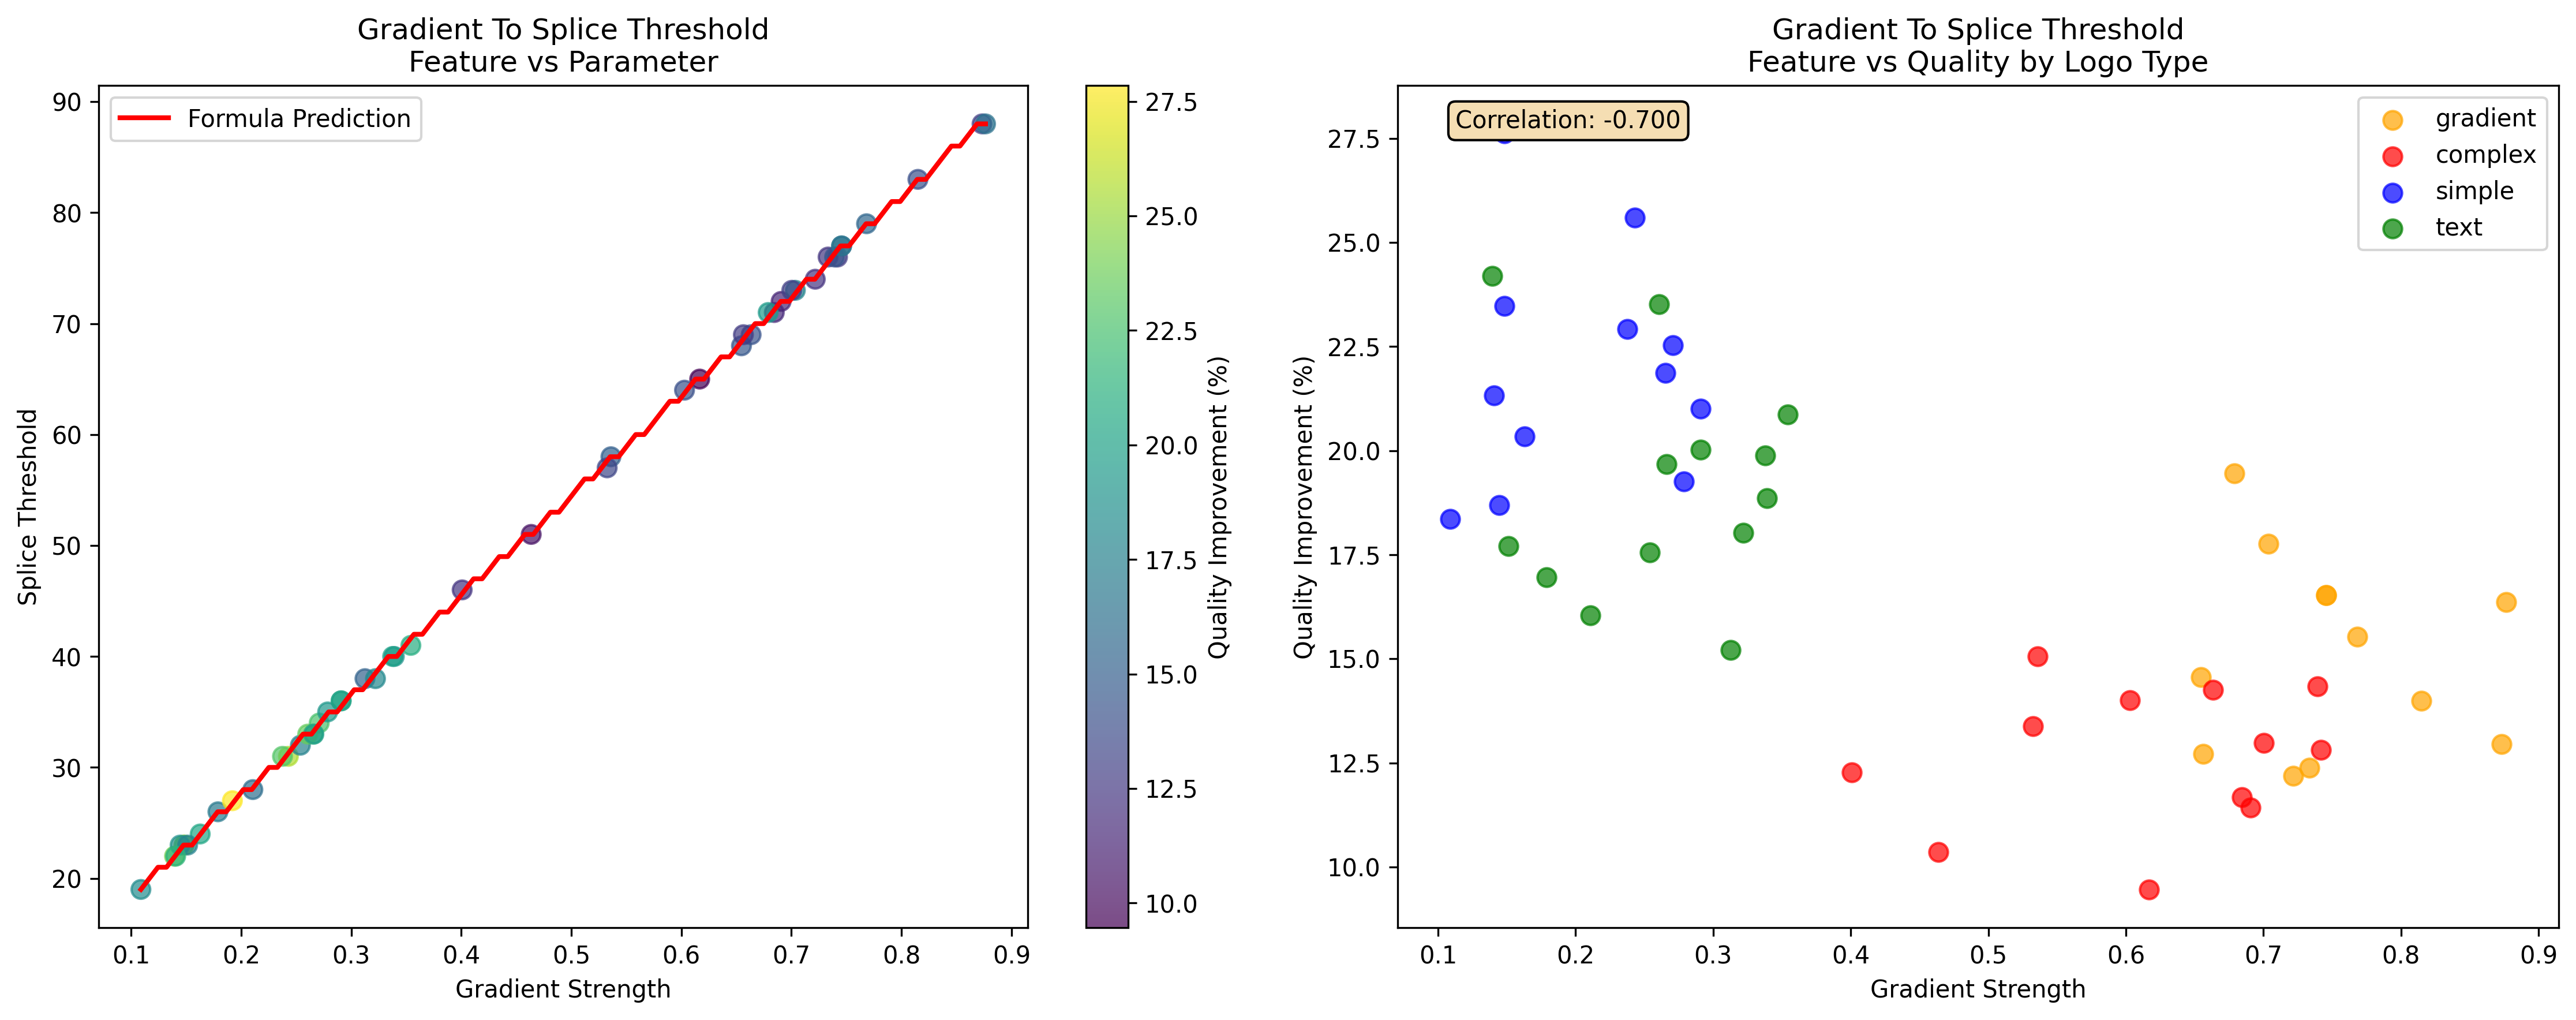 Gradient To Splice Threshold
Feature vs Parameter
Formula Prediction
90
80
70
60
50
40
30
20
Splice Threshold
0.1 0.2 0.3 0.4 0.5 0.6 0.7 0.8 0.9
Gradient Strength
27.5
25.0
22.5
20.0
17.5
15.0
12.5
10.0
Quality Improvement (%)
Gradient To Splice Threshold
Feature vs Quality by Logo Type
Correlation: -0.700
gradient
complex
simple
text
27.5
25.0
22.5
20.0
17.5
15.0
12.5
10.0
Quality Improvement (%)
0.1 0.2 0.3 0.4 0.5 0.6 0.7 0.8 0.9
Gradient Strength